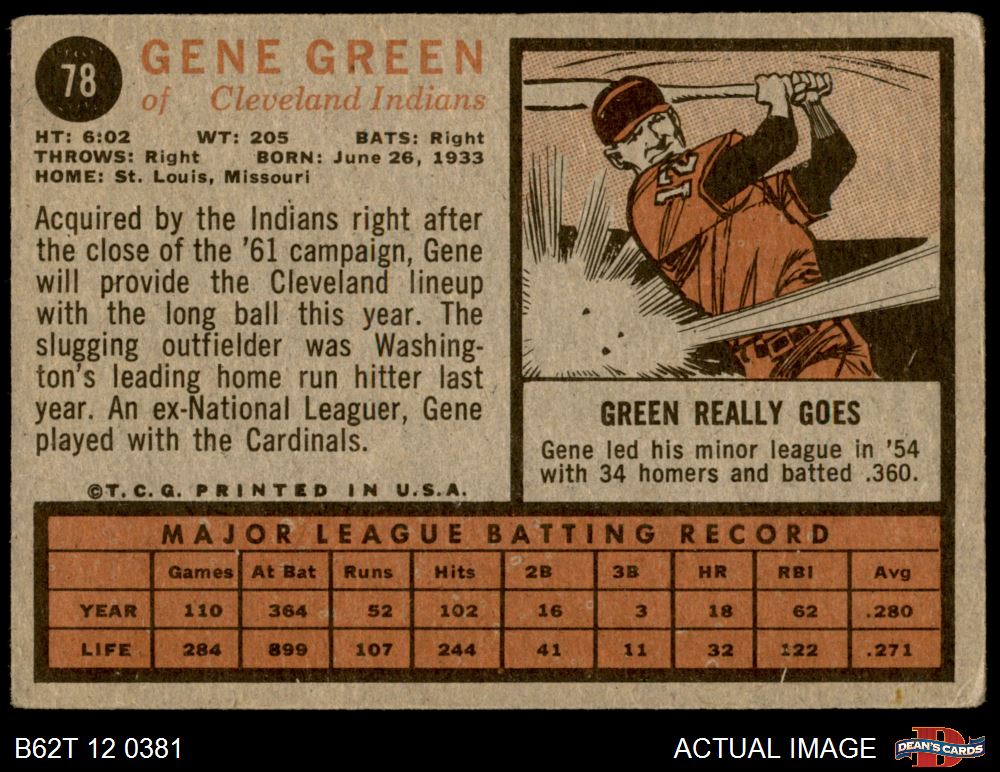 78
GENE GREEN
of Cleveland Indians
HT: 6:02 WT: 205 BATS: Right
THROWS: Right BORN: June 26, 1933
HOME: St. Louis, Missouri
Acquired by the Indians right after
the close of the '61 campaign, Gene
will provide the Cleveland lineup
with the long ball this year. The
slugging outfielder was Washing-
ton's leading home run hitter last
year. An ex-National Leaguer, Gene
played with the Cardinals.
©T.C.G. PRINTED IN U.S.A.
12
GREEN REALLY GOES
Gene led his minor league in '54
with 34 homers and batted .360.
MAJOR LEAGUE BATTING RECORD
Games At Bat Runs Hits 2B 3B HR RBI Avg
YEAR 110 364 52 102 16 3 18 62 .280
LIFE 284 899 107 244 41 11 32 122 .271
B62T 12 0381
ACTUAL IMAGE
D
DEAN'S CARDS